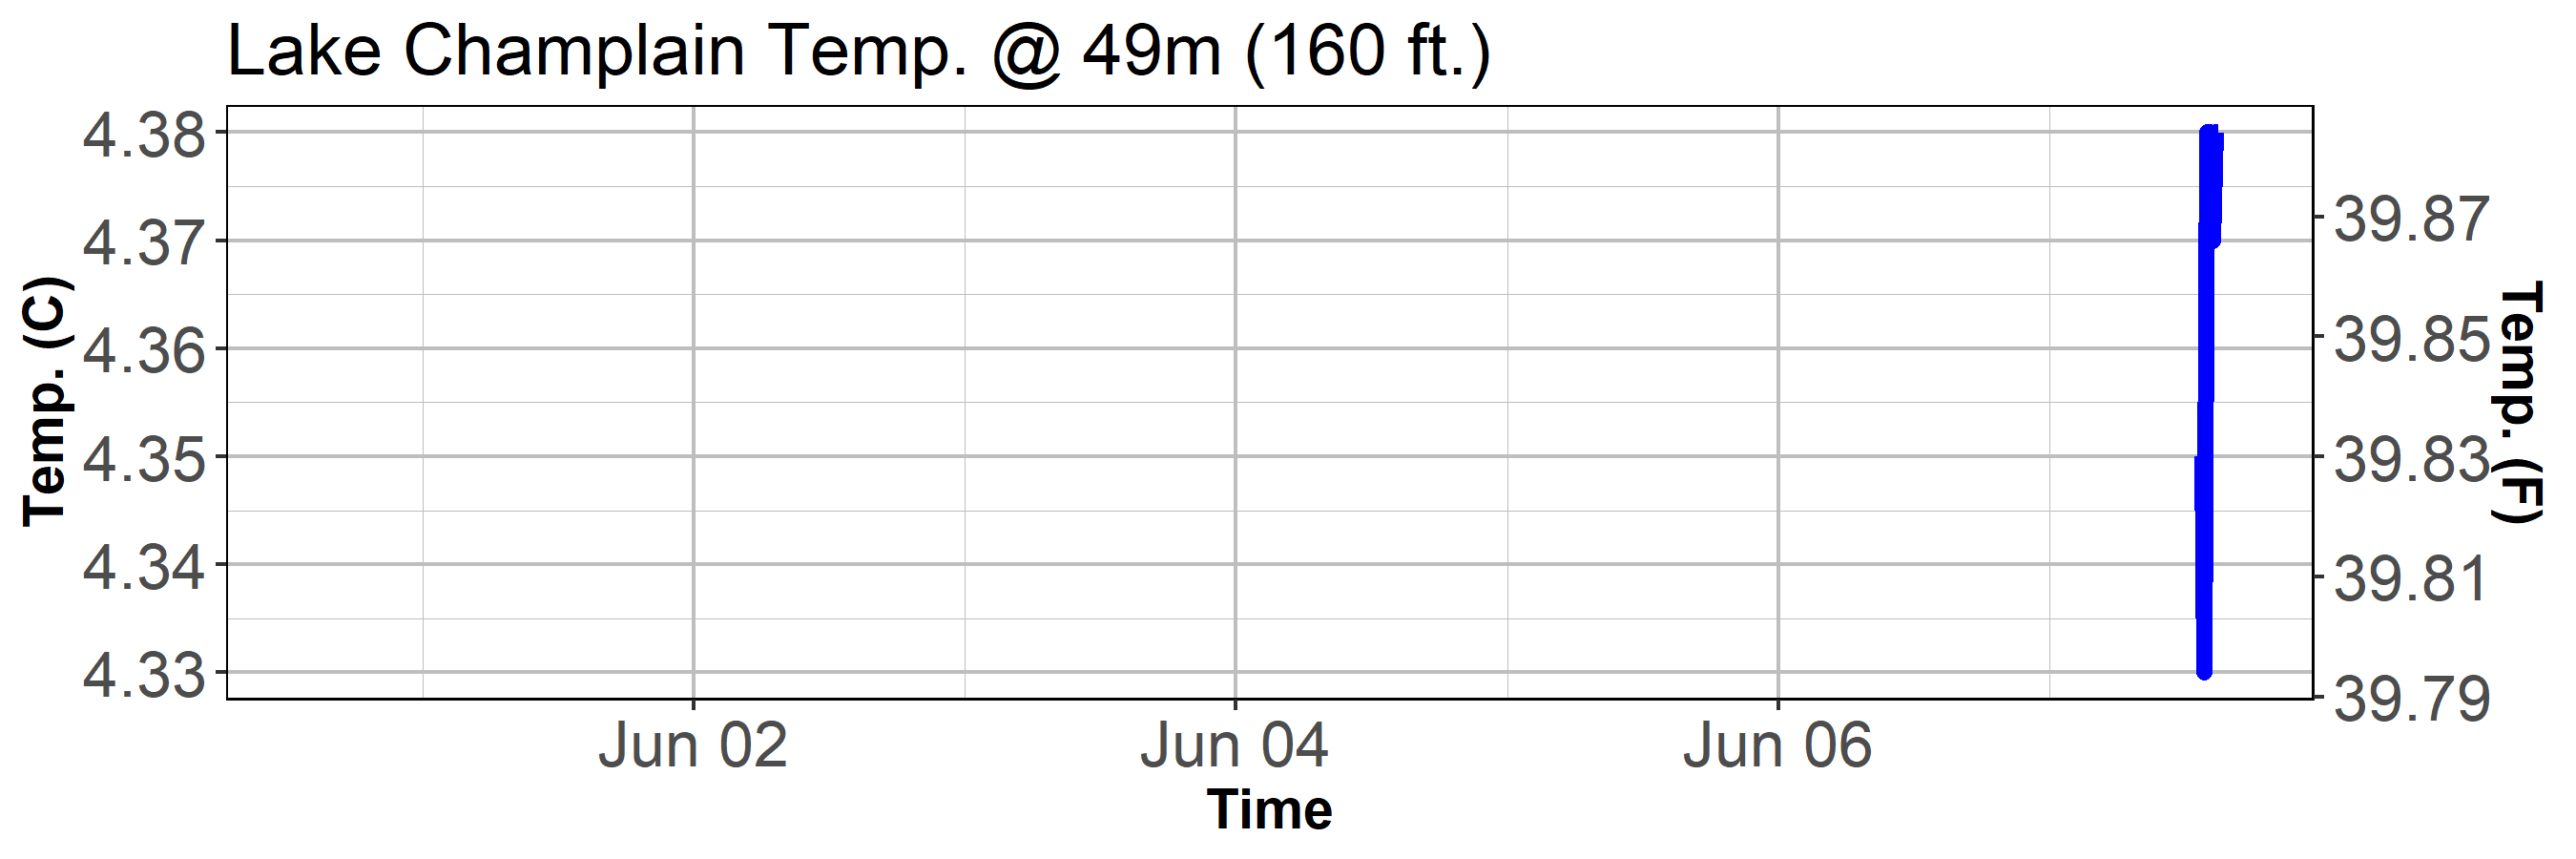 Lake Champlain Temp. @ 49m (160 ft.)
4.38
4.37
4.36
4.35
4.34
4.33
Temp. (C)
39.87
39.85
39.83
39.81
39.79
Temp. (F)
Jun 02
Jun 04
Jun 06
Time